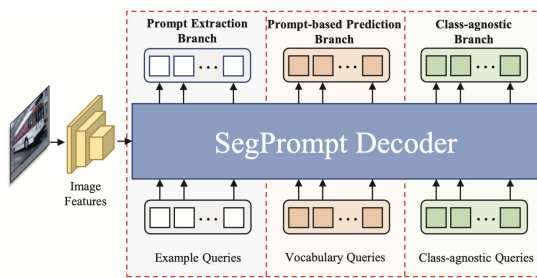 Prompt Extraction
Branch
Prompt-based Prediction
Branch
Class-agnostic
Branch
SegPrompt Decoder
Image
Features
Example Queries
Vocabulary Queries
Class-agnostic Queries